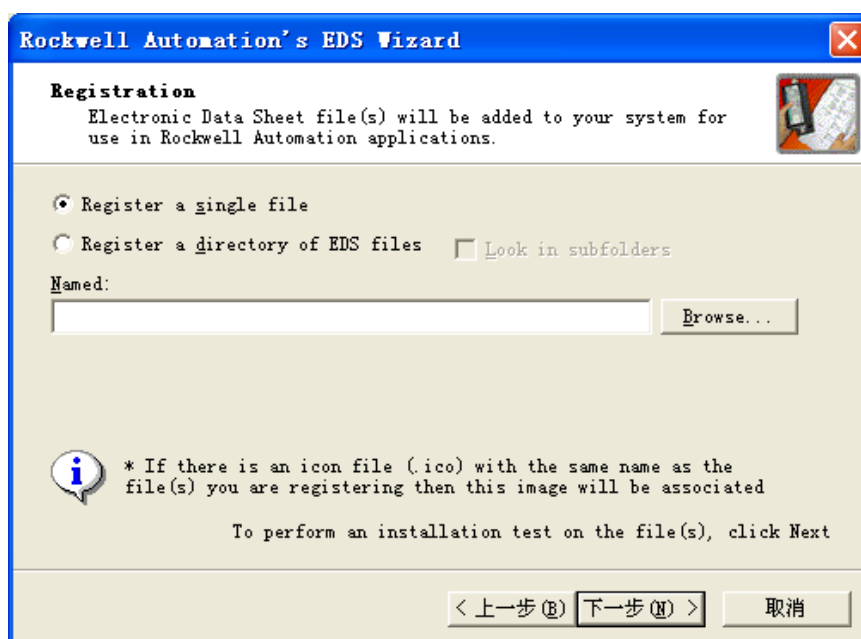 Rockwell Automation's EDS Wizard
Registration
Electronic Data Sheet file(s) will be added to your system for
use in Rockwell Automation applications.
Register a single file
Register a directory of EDS files
Look in subfolders
Named:
Browse...
* If there is an icon file (.ico) with the same name as the
file(s) you are registering then this image will be associated
To perform an installation test on the file(s), click Next
< 上一步(B) 下一步(N) > 取消